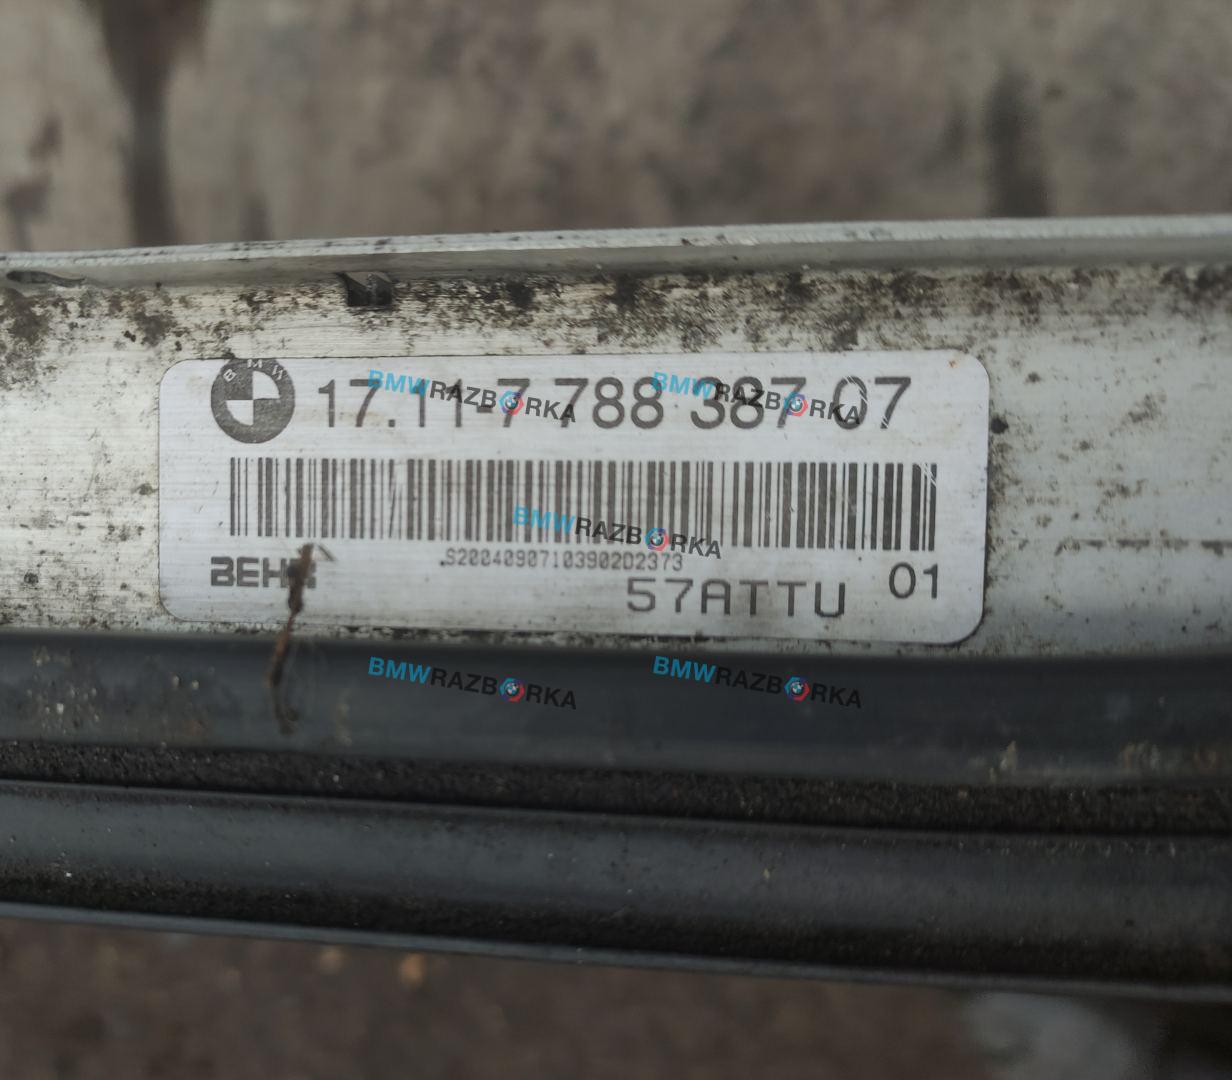 BMW 17.11-7 788 387 07
BEHR
S20040907103902D2373
57ATTU 01
BMWRAZBORKA
BMWRAZBORKA
BMWRAZBORKA
BMWRAZBORKA
BMWRAZBORKA